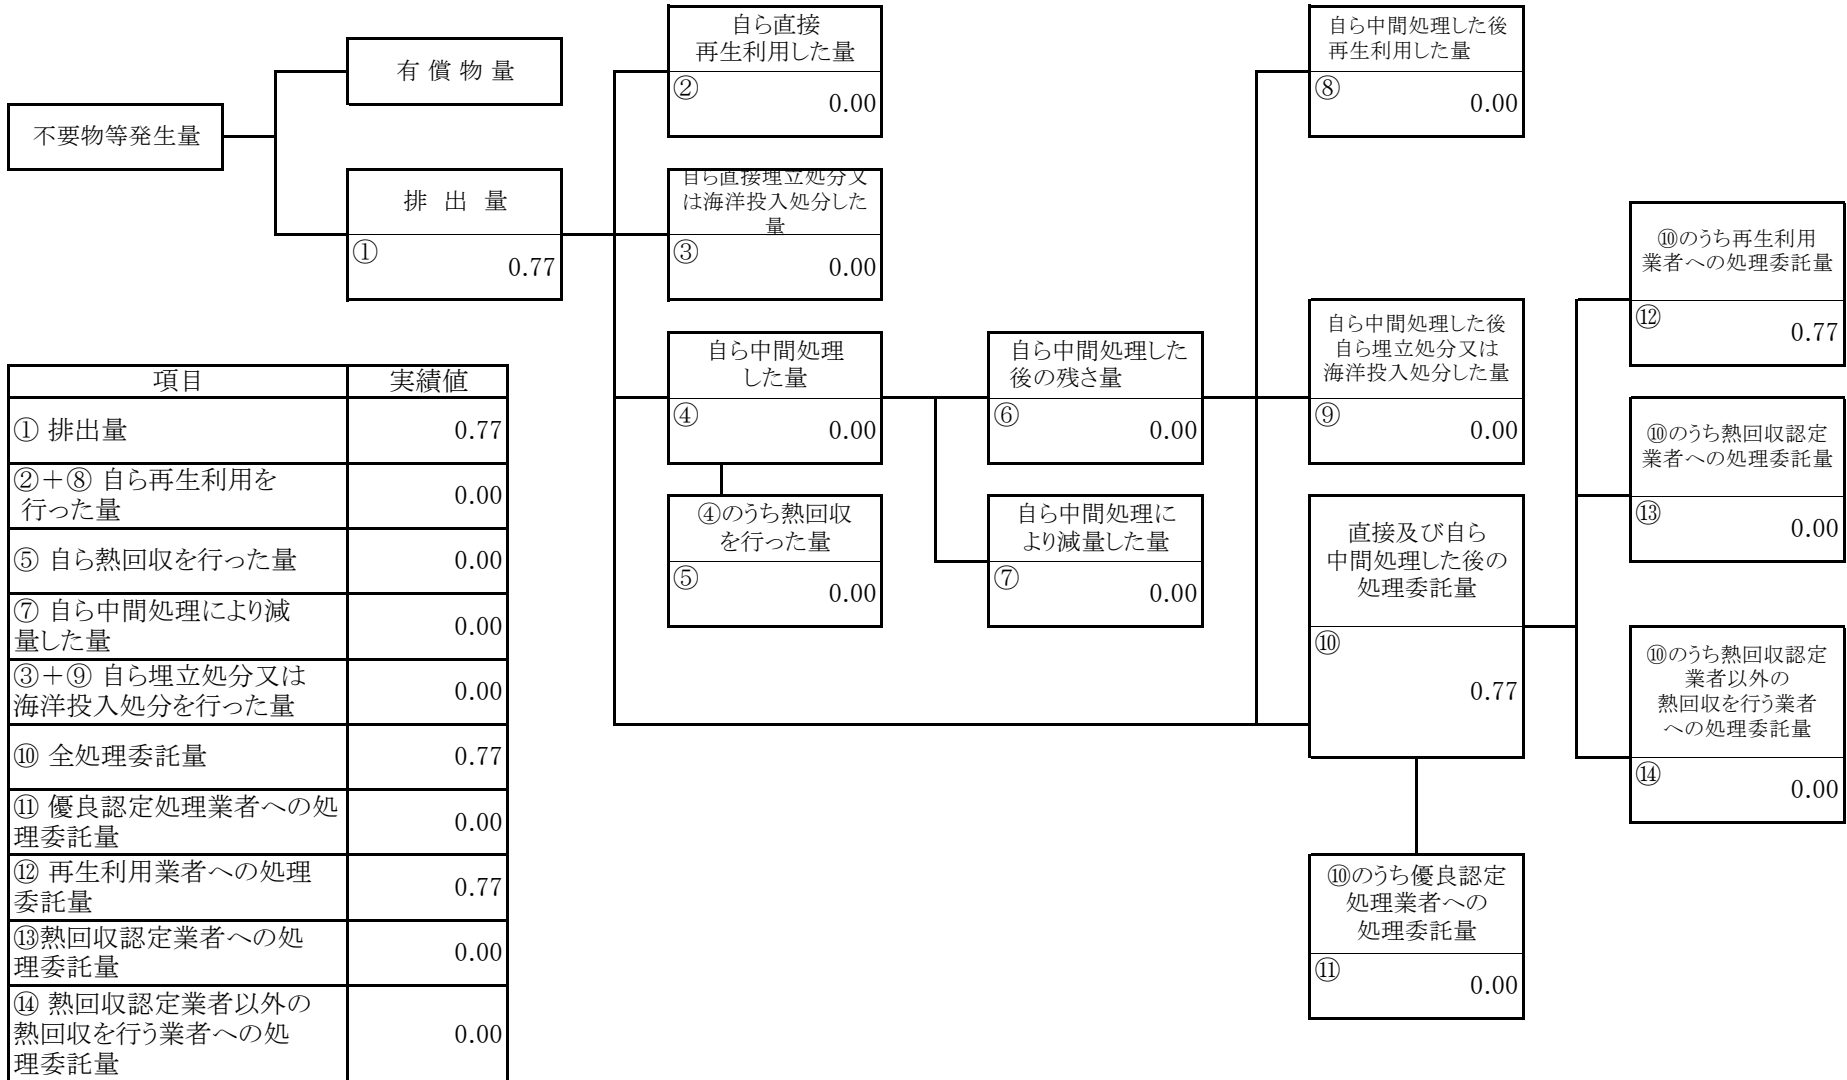 不要物等発生量
有償物量
排出量
①
0.77
自ら直接
再生利用した量
②
0.00
自ら直接埋立処分又
は海洋投入処分した
量
③
0.00
自ら中間処理
した量
④
0.00
④のうち熱回収
を行った量
⑤
0.00
自ら中間処理した
後の残さ量
⑥
0.00
自ら中間処理に
より減量した量
⑦
0.00
自ら中間処理した後
再生利用した量
⑧
0.00
自ら中間処理した後
自ら埋立処分又は
海洋投入処分した量
⑨
0.00
直接及び自ら
中間処理した後の
処理委託量
⑩
0.77
⑩のうち優良認定
処理業者への
処理委託量
⑪
0.00
⑩のうち再生利用
業者への処理委託量
⑫
0.77
⑩のうち熱回収認定
業者への処理委託量
⑬
0.00
⑩のうち熱回収認定
業者以外の
熱回収を行う業者
への処理委託量
⑭
0.00
項目 実績値
① 排出量 0.77
②＋⑧ 自ら再生利用を
行った量 0.00
⑤ 自ら熱回収を行った量 0.00
⑦ 自ら中間処理により減
量した量 0.00
③＋⑨ 自ら埋立処分又は
海洋投入処分を行った量 0.00
⑩ 全処理委託量 0.77
⑪ 優良認定処理業者への処
理委託量 0.00
⑫ 再生利用業者への処理
委託量 0.77
⑬熱回収認定業者への処
理委託量 0.00
⑭ 熱回収認定業者以外の
熱回収を行う業者への処
理委託量 0.00